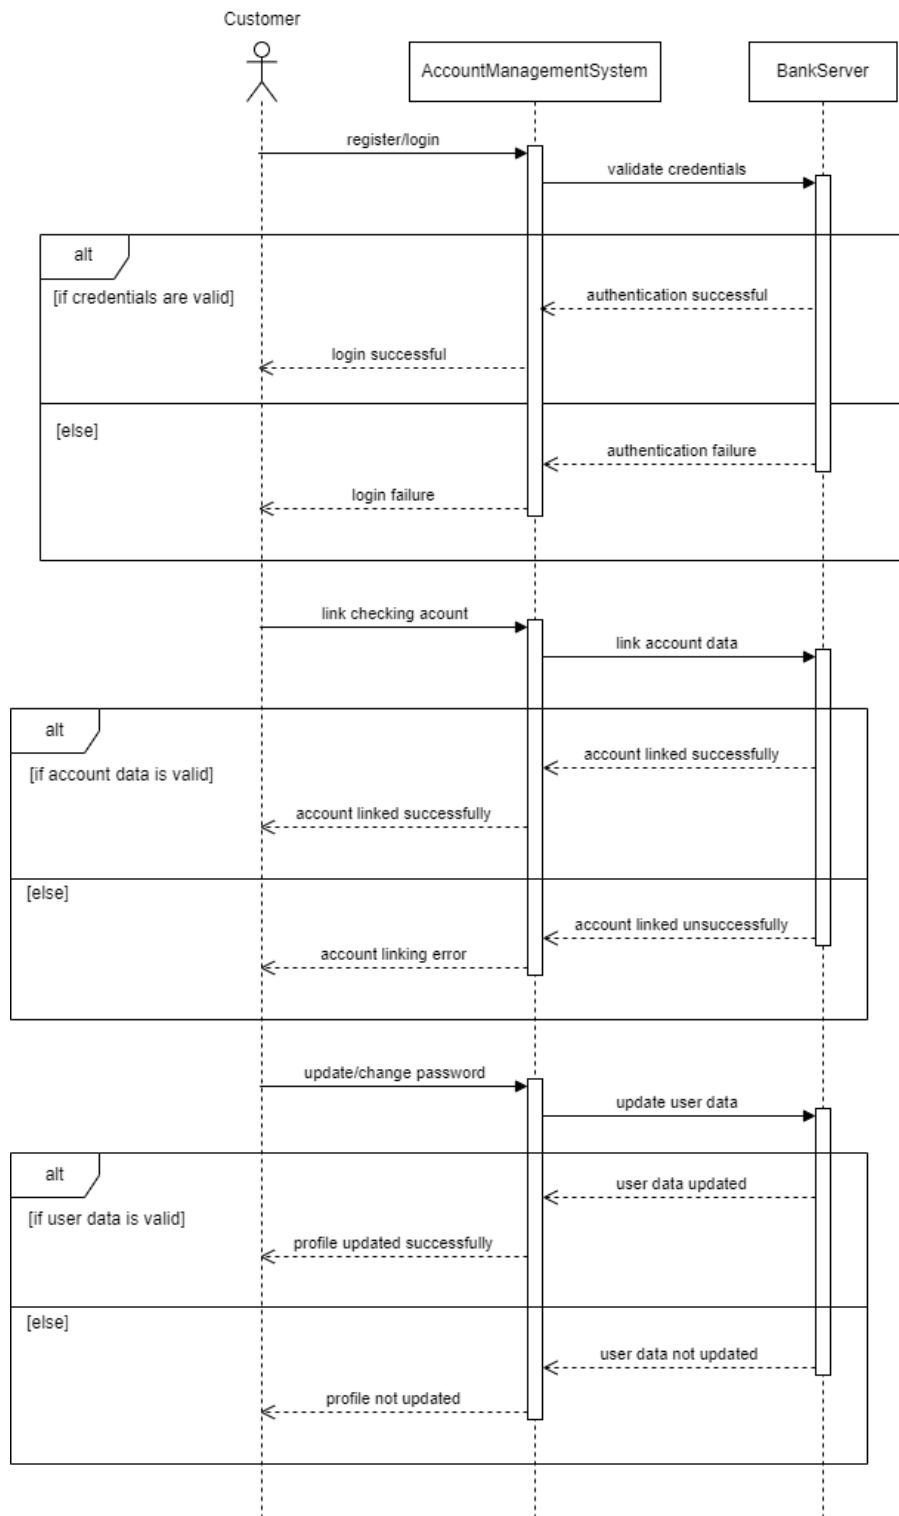 Customer
AccountManagementSystem
BankServer
register/login
validate credentials
alt
[if credentials are valid]
authentication successful
login successful
[else]
authentication failure
login failure
link checking acount
link account data
alt
account linked successfully
[if account data is valid]
account linked successfully
[else]
account linked unsuccessfully
account linking error
update/change password
update user data
alt
user data updated
[if user data is valid]
profile updated successfully
[else]
user data not updated
profile not updated